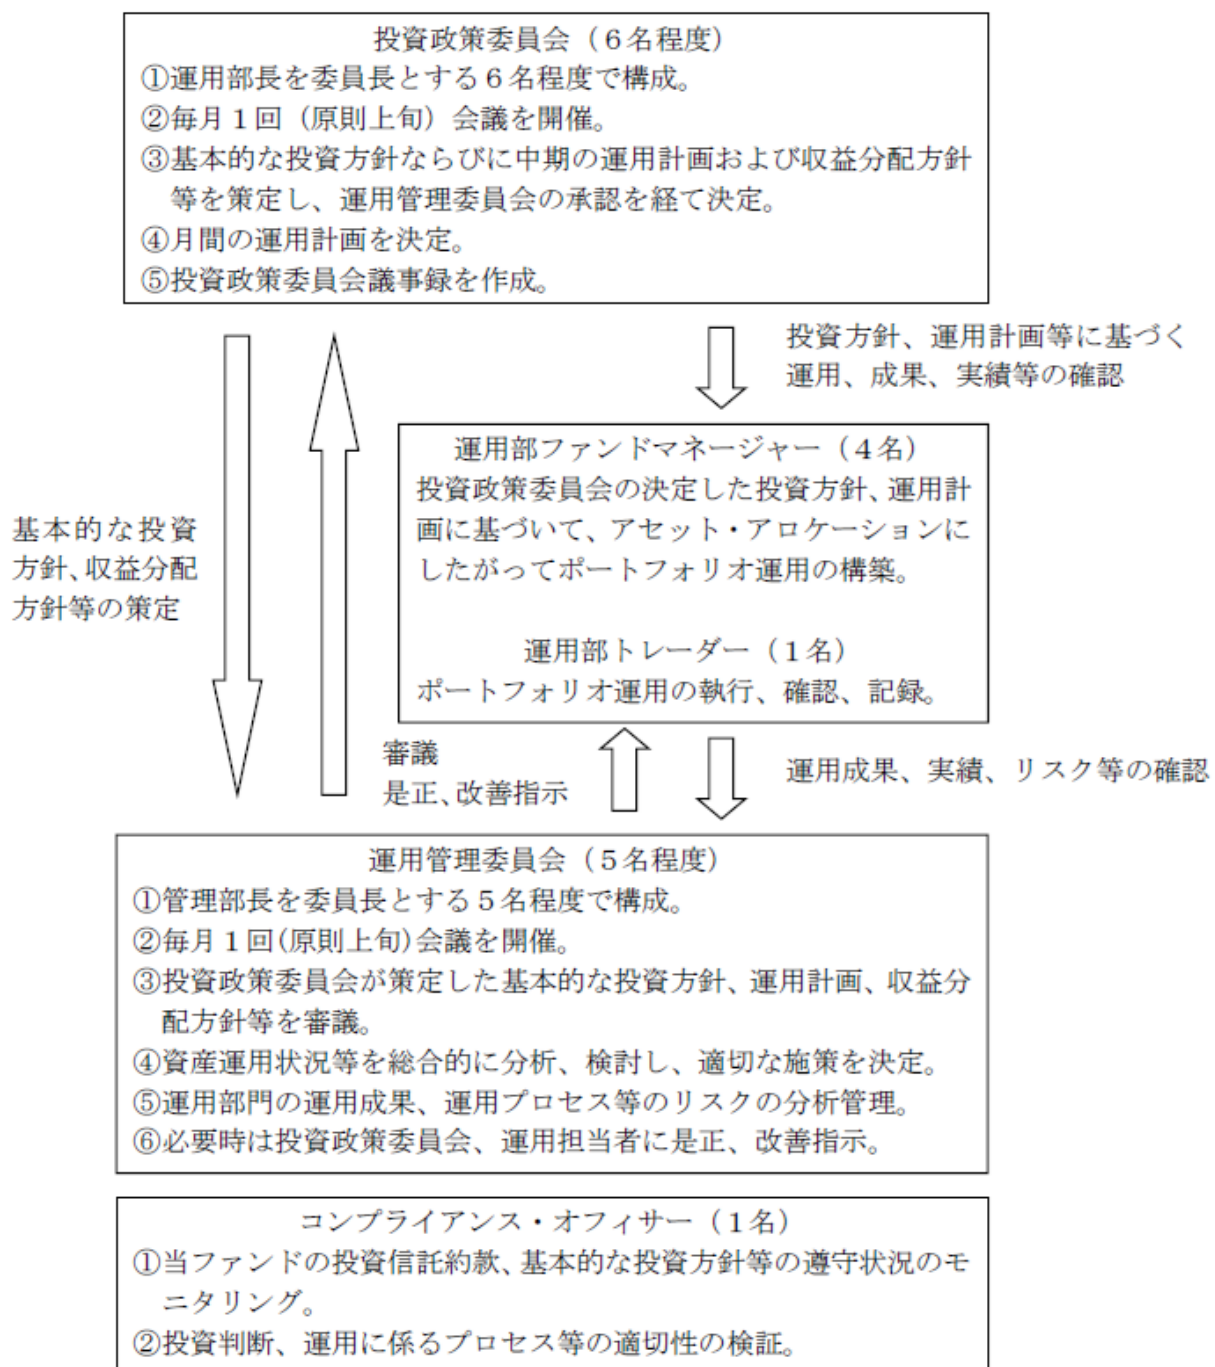 投資政策委員会（６名程度）
①運用部長を委員長とする６名程度で構成。
②毎月１回（原則上旬）会議を開催。
③基本的な投資方針ならびに中期の運用計画および収益分配方針
等を策定し、運用管理委員会の承認を経て決定。
④月間の運用計画を決定。
⑤投資政策委員会議事録を作成。
投資方針、運用計画等に基づく
運用、成果、実績等の確認
運用部ファンドマネージャー（４名）
投資政策委員会の決定した投資方針、運用計
画に基づいて、アセット・アロケーションに
したがってポートフォリオ運用の構築。
運用部トレーダー（１名）
ポートフォリオ運用の執行、確認、記録。
基本的な投資
方針、収益分配
方針等の策定
審議
是正、改善指示
運用成果、実績、リスク等の確認
運用管理委員会（５名程度）
①管理部長を委員長とする５名程度で構成。
②毎月１回(原則上旬)会議を開催。
③投資政策委員会が策定した基本的な投資方針、運用計画、収益分
配方針等を審議。
④資産運用状況等を総合的に分析、検討し、適切な施策を決定。
⑤運用部門の運用成果、運用プロセス等のリスクの分析管理。
⑥必要時は投資政策委員会、運用担当者に是正、改善指示。
コンプライアンス・オフィサー（１名）
①当ファンドの投資信託約款、基本的な投資方針等の遵守状況のモ
ニタリング。
②投資判断、運用に係るプロセス等の適切性の検証。